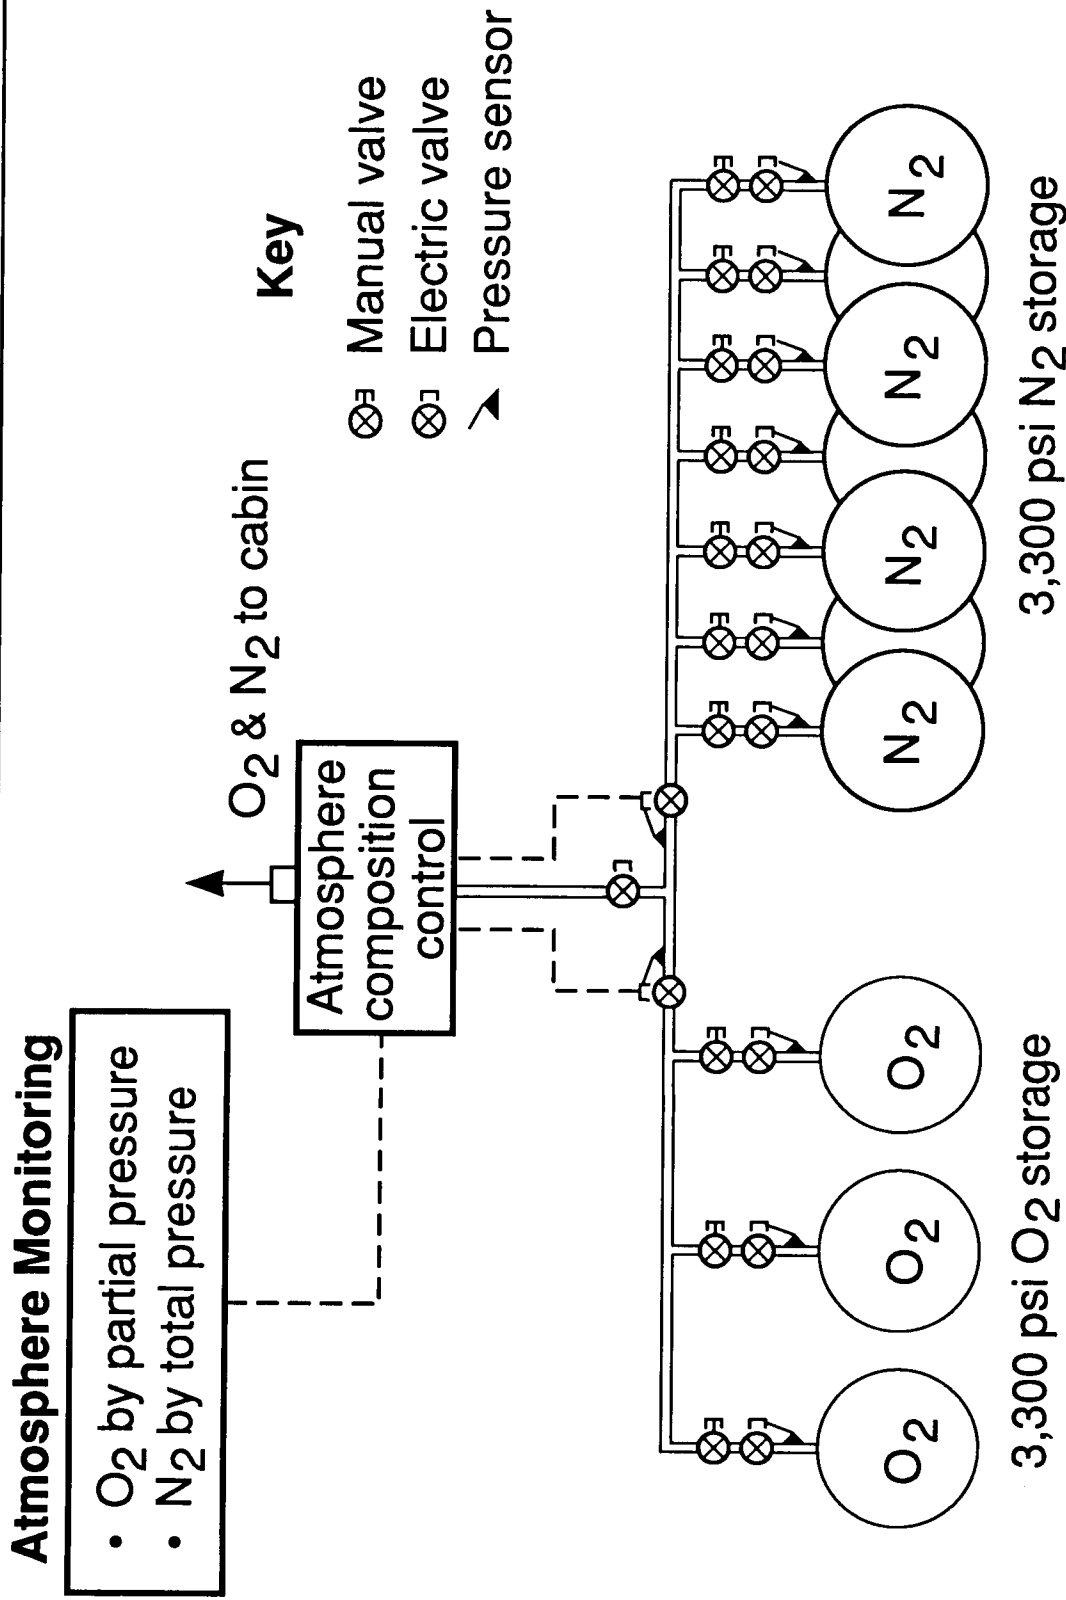 Atmosphere Monitoring
• O2 by partial pressure
• N2 by total pressure
O2 & N2 to cabin
Atmosphere
composition
control
Key
Manual valve
Electric valve
Pressure sensor
O2
O2
O2
N2
N2
N2
N2
3,300 psi O2 storage
3,300 psi N2 storage